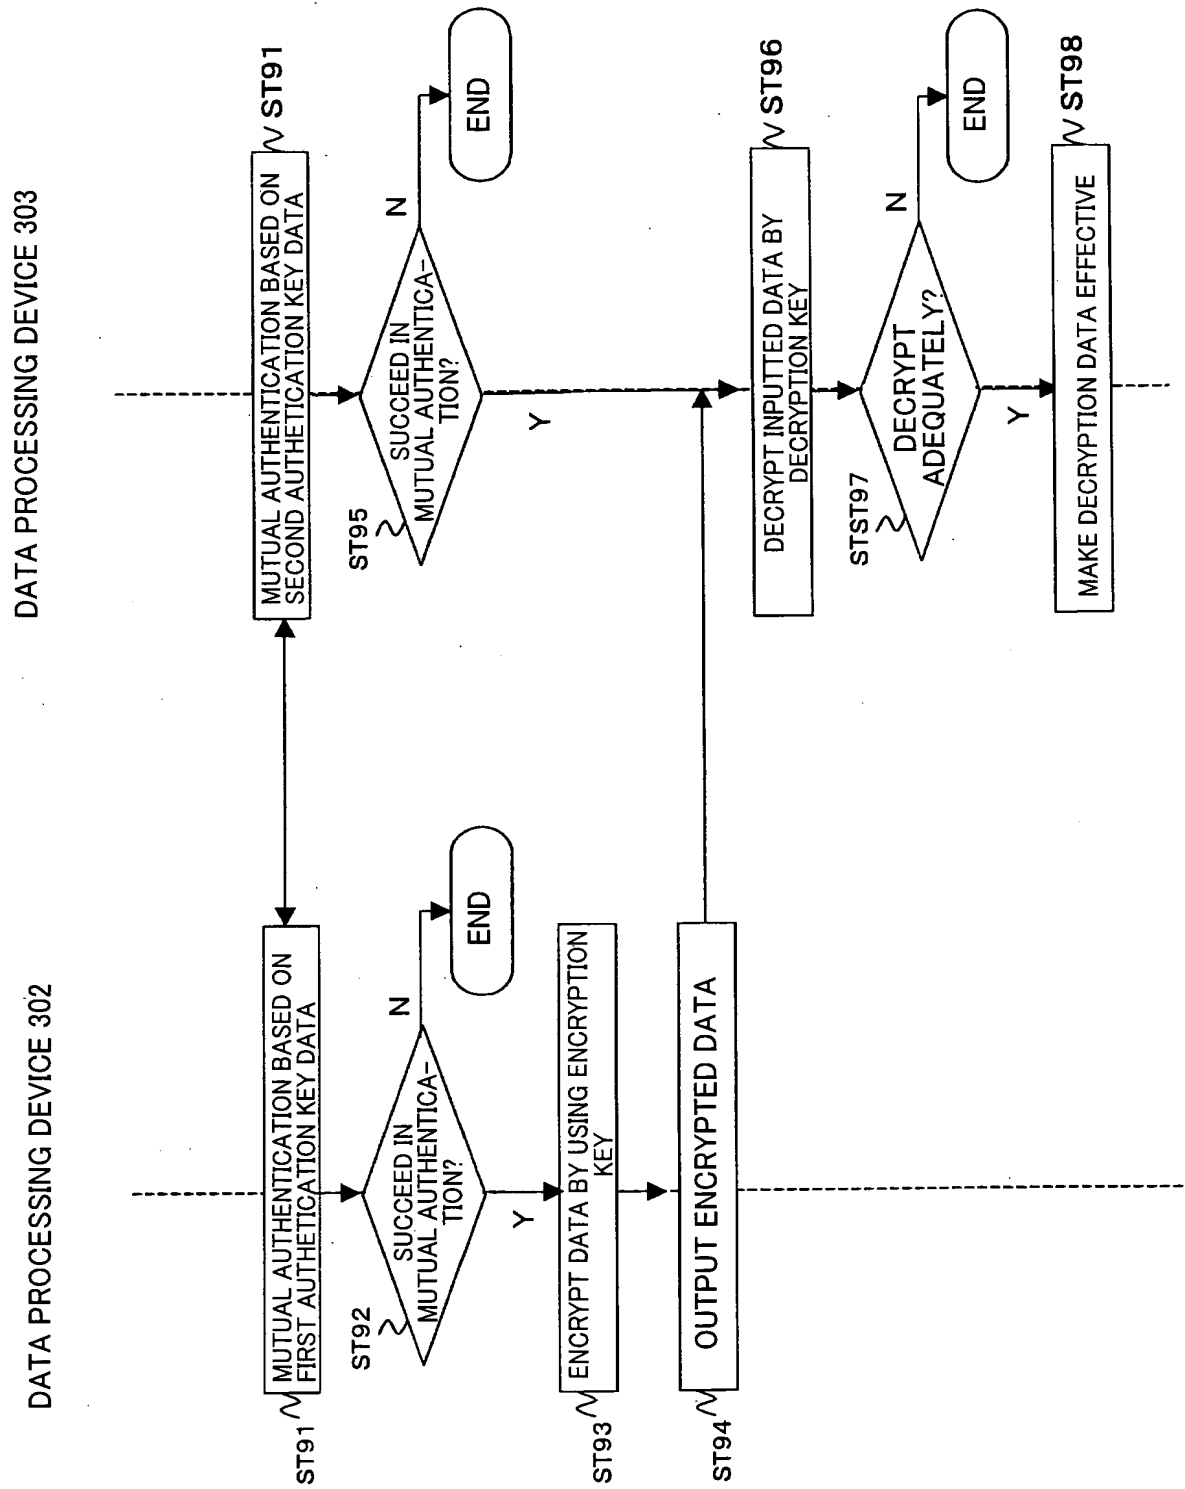 DATA PROCESSING DEVICE 302
ST91
MUTUAL AUTHENTICATION BASED ON
FIRST AUTHETICATION KEY DATA
ST92
SUCCEED IN
MUTUAL AUTHENTICA-
TION?
N
END
Y
ST93
ENCRYPT DATA BY USING ENCRYPTION
KEY
ST94
OUTPUT ENCRYPTED DATA
DATA PROCESSING DEVICE 303
ST91
MUTUAL AUTHENTICATION BASED ON
SECOND AUTHETICATION KEY DATA
ST95
SUCCEED IN
MUTUAL AUTHENTICA-
TION?
N
END
Y
ST96
DECRYPT INPUTTED DATA BY
DECRYPTION KEY
STST97
DECRYPT
ADEQUATELY?
N
END
Y
ST98
MAKE DECRYPTION DATA EFFECTIVE